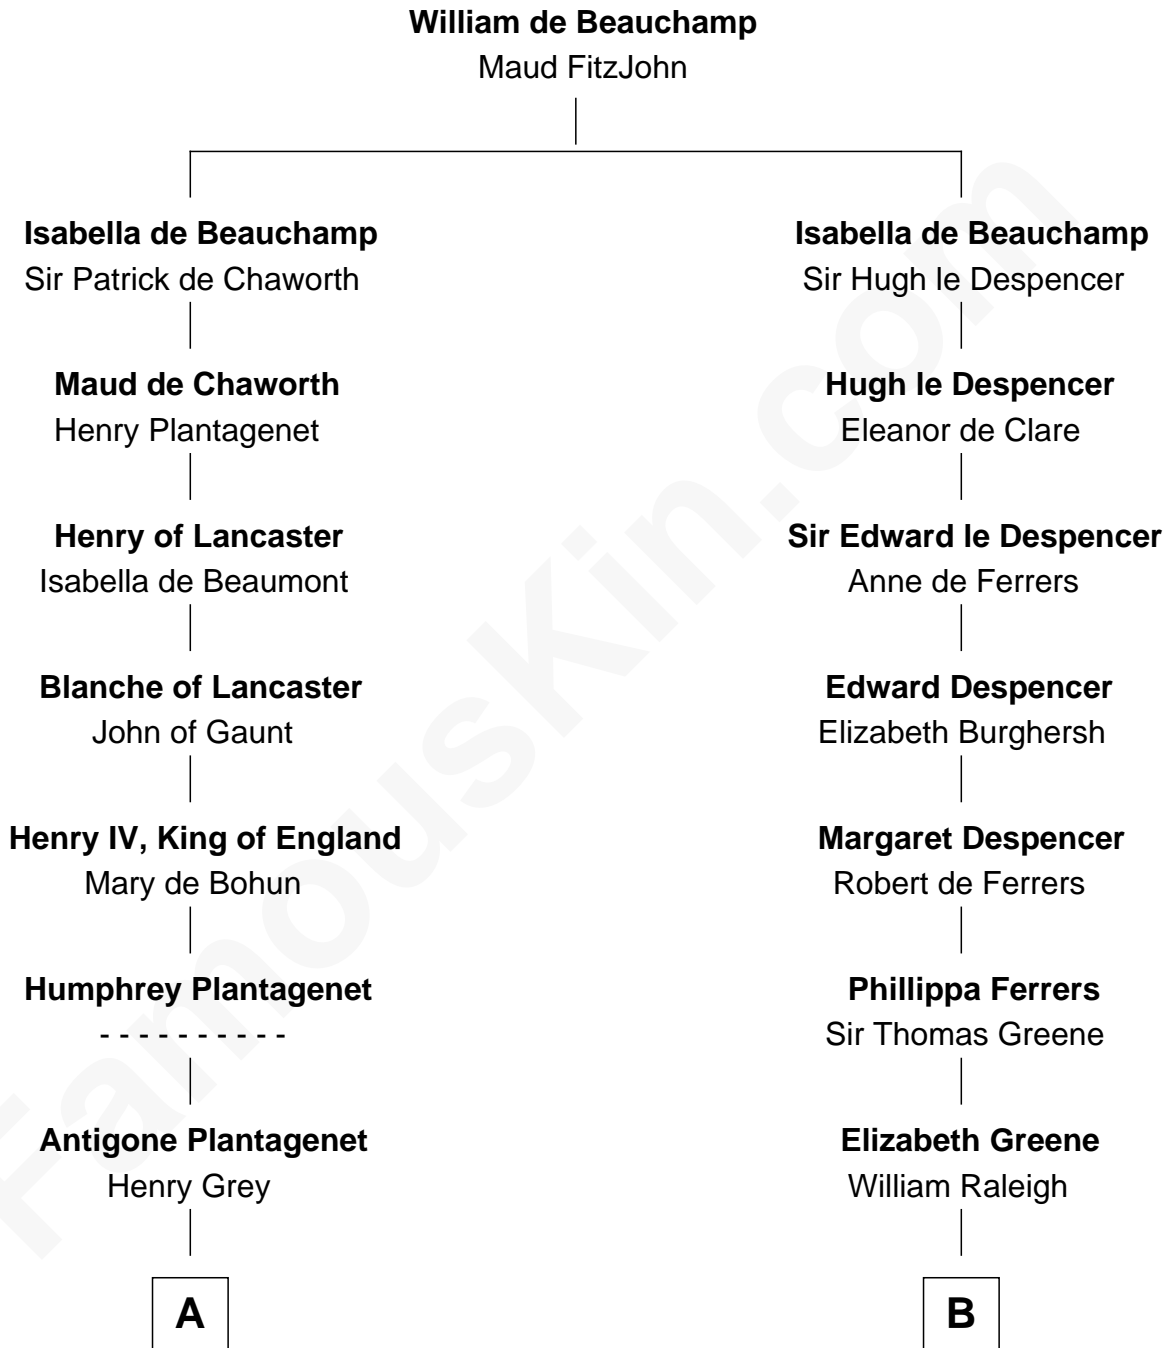 William de Beauchamp
Maud FitzJohn
Isabella de Beauchamp
Sir Patrick de Chaworth
Isabella de Beauchamp
Sir Hugh le Despencer
Maud de Chaworth
Henry Plantagenet
Hugh le Despencer
Eleanor de Clare
Henry of Lancaster
Isabella de Beaumont
Sir Edward le Despencer
Anne de Ferrers
Blanche of Lancaster
John of Gaunt
Edward Despencer
Elizabeth Burghersh
Henry IV, King of England
Mary de Bohun
Margaret Despencer
Robert de Ferrers
Humphrey Plantagenet
- - - - - - - - - -
Phillippa Ferrers
Sir Thomas Greene
Antigone Plantagenet
Henry Grey
Elizabeth Greene
William Raleigh
A
B
FamousKin.com